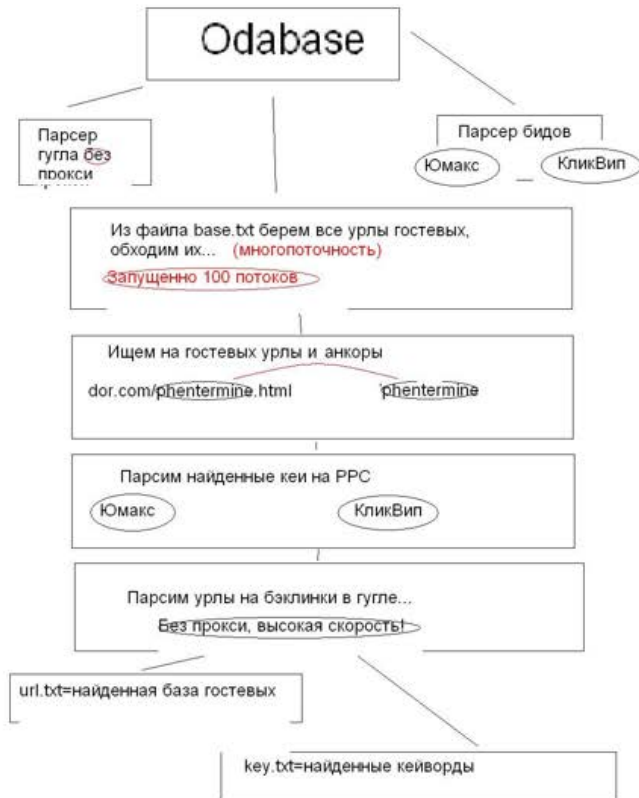 Odabase
Парсер
гугла без
прокси
Парсер бидов
Юмакс
КликВип
Из файла base.txt берем все урлы гостевых,
обходим их... (многопоточность)
Запущенно 100 потоков
Ищем на гостевых урлы и анкоры
dor.com/phentermine.html
phentermine
Парсим найденные кеи на PPC
Юмакс
КликВип
Парсим урлы на бэклинки в гугле...
Без прокси, высокая скорость!
url.txt=найденная база гостевых
key.txt=найденные кейворды